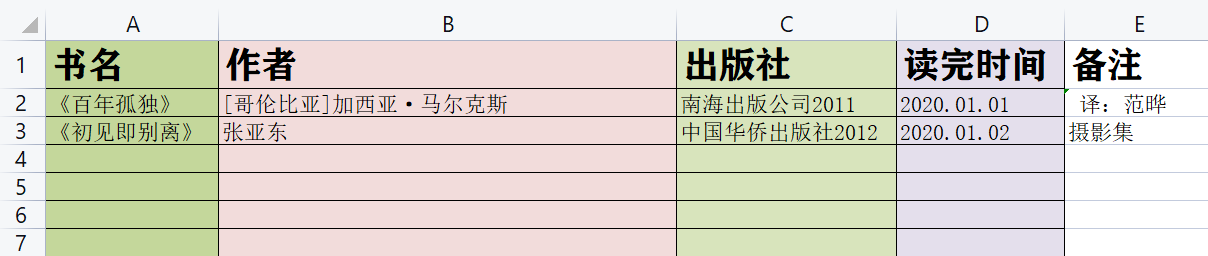 A B C D E
1 书名 作者 出版社 读完时间 备注
2 《百年孤独》 [哥伦比亚]加西亚·马尔克斯 南海出版公司2011 2020.01.01 译：范晔
3 《初见即别离》 张亚东 中国华侨出版社2012 2020.01.02 摄影集
4
5
6
7